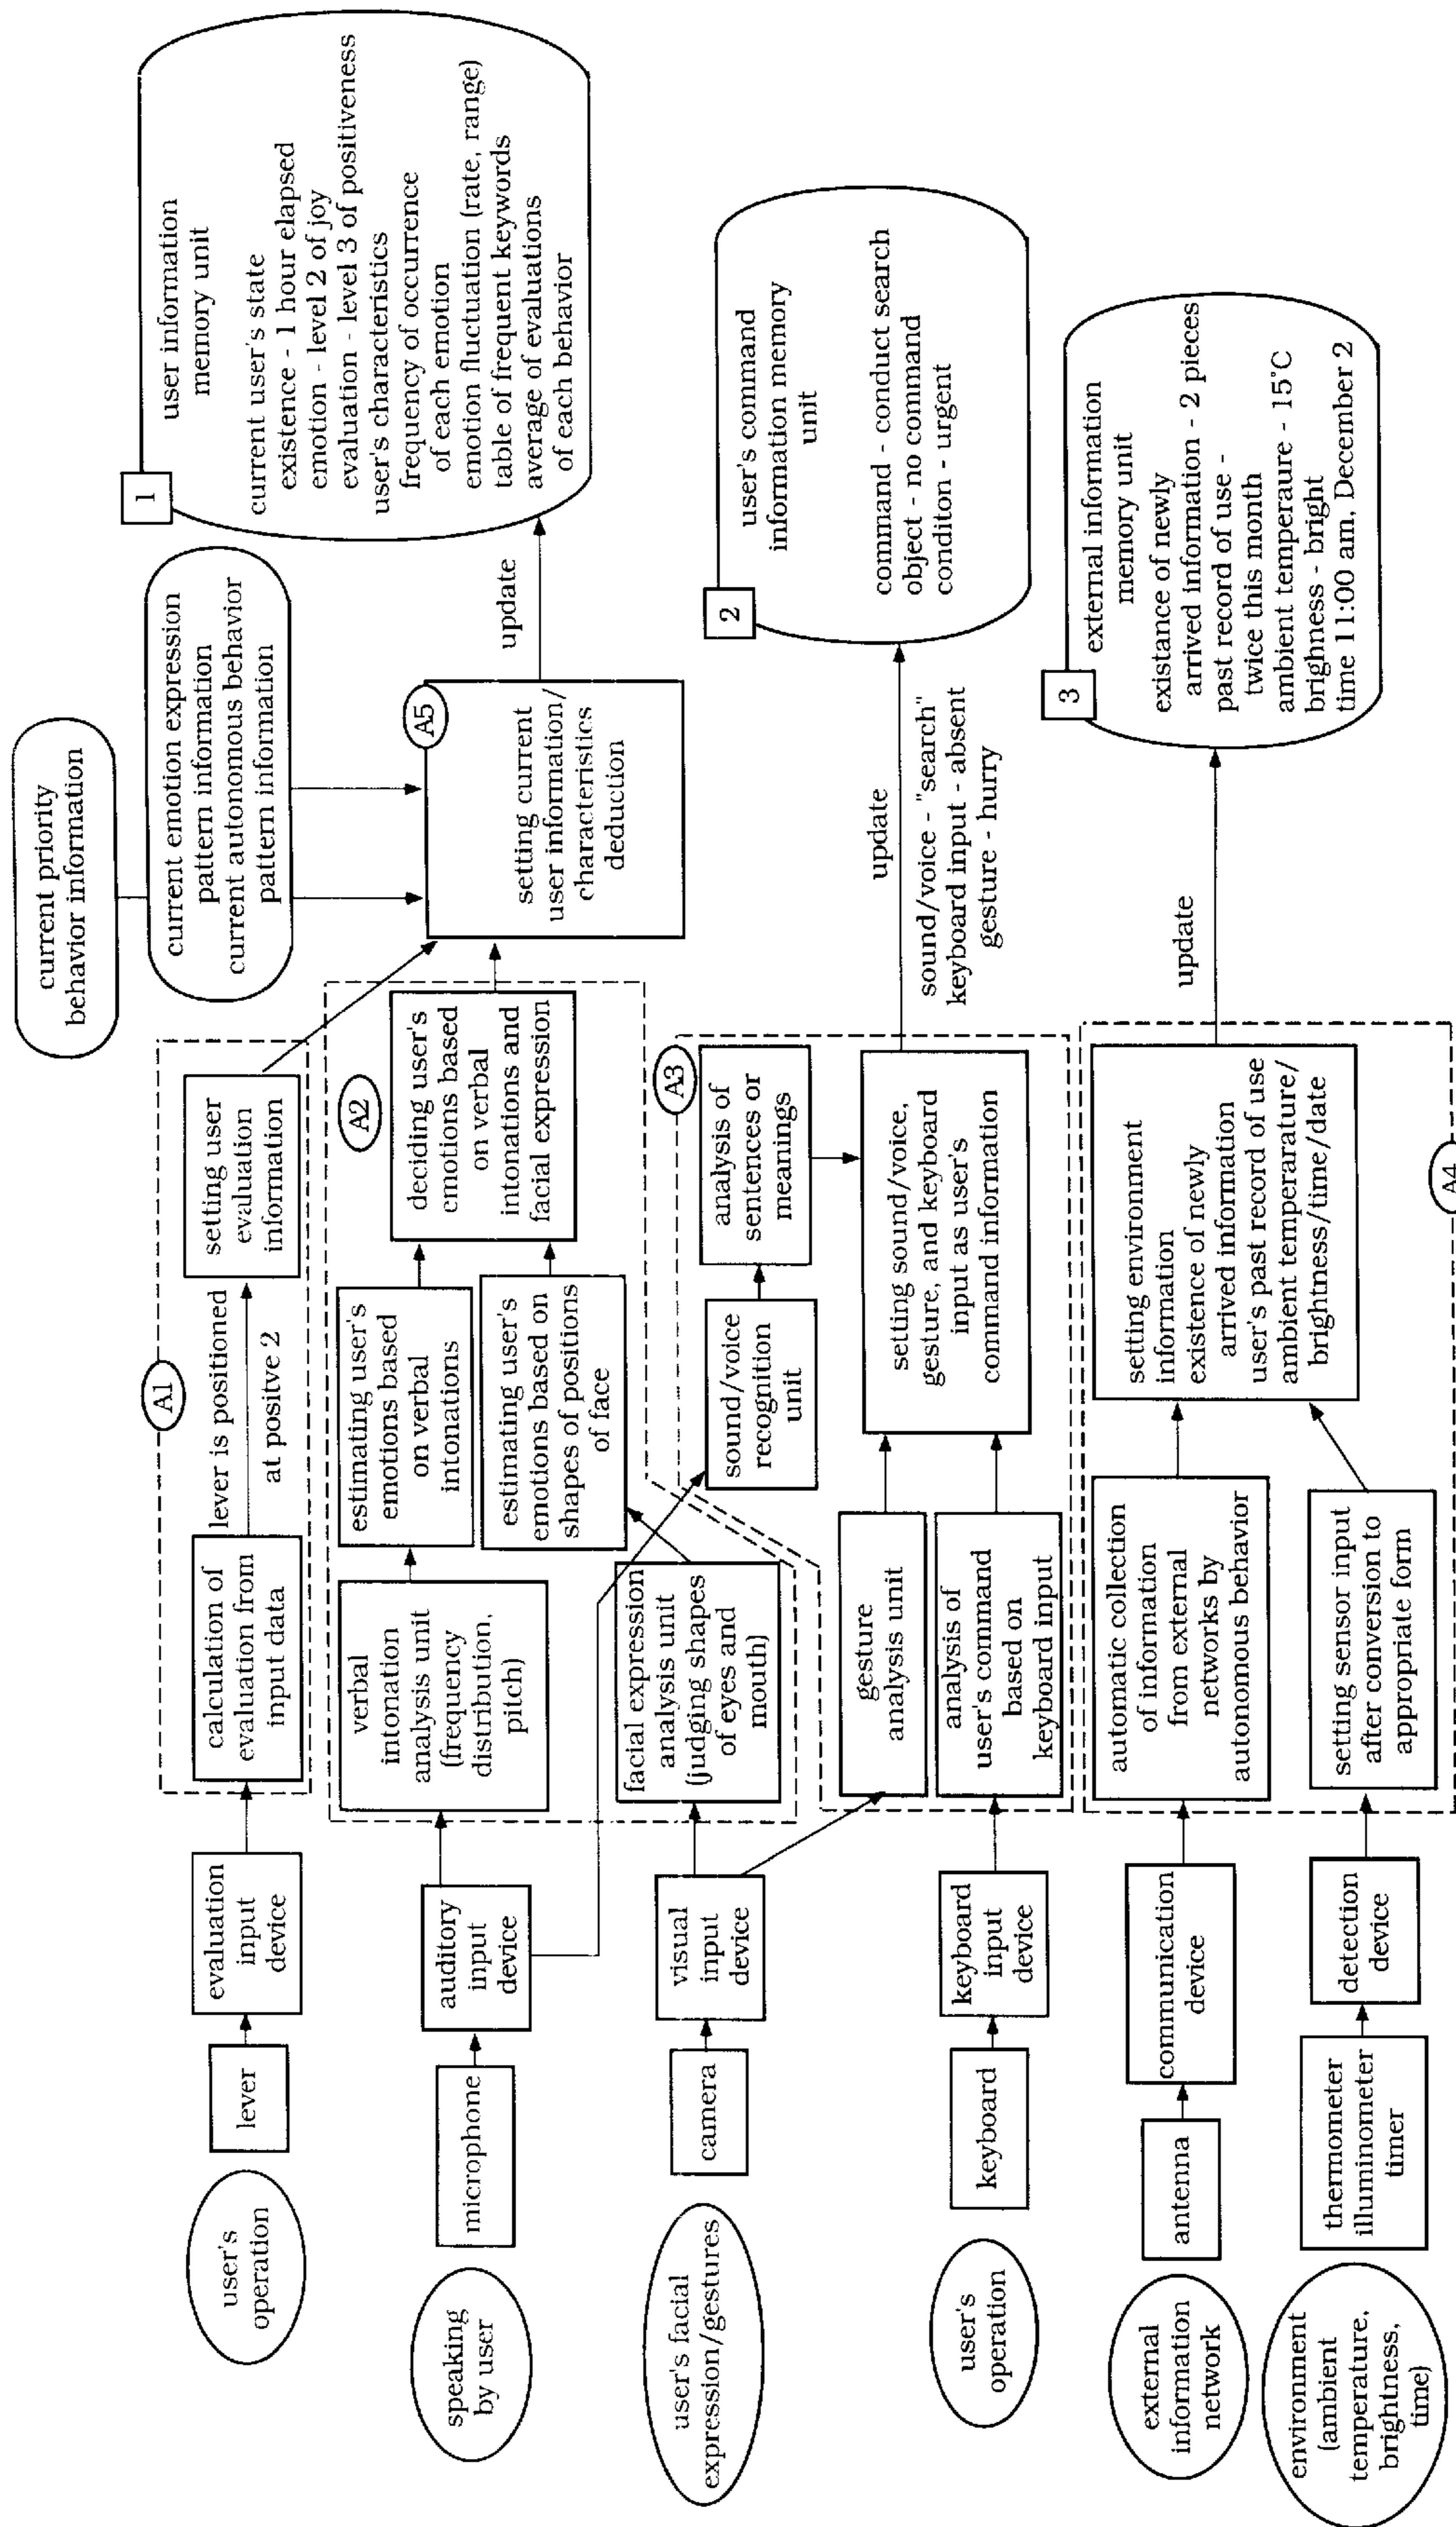 current priority
behavior information
current emotion expression
pattern information
current autonomous behavior
pattern information
1
user information
memory unit
current user's state
existence - 1 hour elapsed
emotion - level 2 of joy
evaluation - level 3 of positiveness
user's characteristics
frequency of occurrence
of each emotion
emotion fluctuation (rate, range)
table of frequent keywords
average of evaluations
of each behavior
user's
operation
lever
evaluation
input
device
A1
calculation of
evaluation from
input data
lever is positioned
at positve 2
setting user
evaluation
information
A5
setting current
user information/
characteristics
deduction
update
speaking
by user
microphone
auditory
input
device
A2
verbal
intonation
analysis unit
(frequency
distribution,
pitch)
estimating user's
emotions based
on verbal
intonations
deciding user's
emotions based
on verbal
intonations and
facial expression
user's facial
expression/gestures
camera
visual
input
device
facial expression
analysis unit
(judging shapes
of eyes and
mouth)
estimating user's
emotions based on
shapes of positions
of face
A3
sound/voice
recognition
unit
analysis of
sentences or
meanings
gesture
analysis unit
user's
operation
keyboard
keyboard
input
device
analysis of
user's command
based on
keyboard input
setting sound/voice,
gesture, and keyboard
input as user's
command information
update
sound/voice - "search"
keyboard input - absent
gesture - hurry
2
user's command
information memory
unit
command - conduct search
object - no command
conditon - urgent
external
information
network
antenna
communication
device
automatic collection
of information
from external
networks by
autonomous behavior
setting environment
information
existence of newly
arrived information
user's past record of use
ambient temperarature/
brightness/time/date
update
3
external information
memory unit
existance of newly
arrived information - 2 pieces
past record of use -
twice this month
ambient temperaure - 15°C
brighness - bright
time 11:00 am, December 2
environment
(ambient
temperature,
brightness,
time)
thermometer
illuminometer
timer
detection
device
setting sensor input
after conversion to
appropriate form
A4